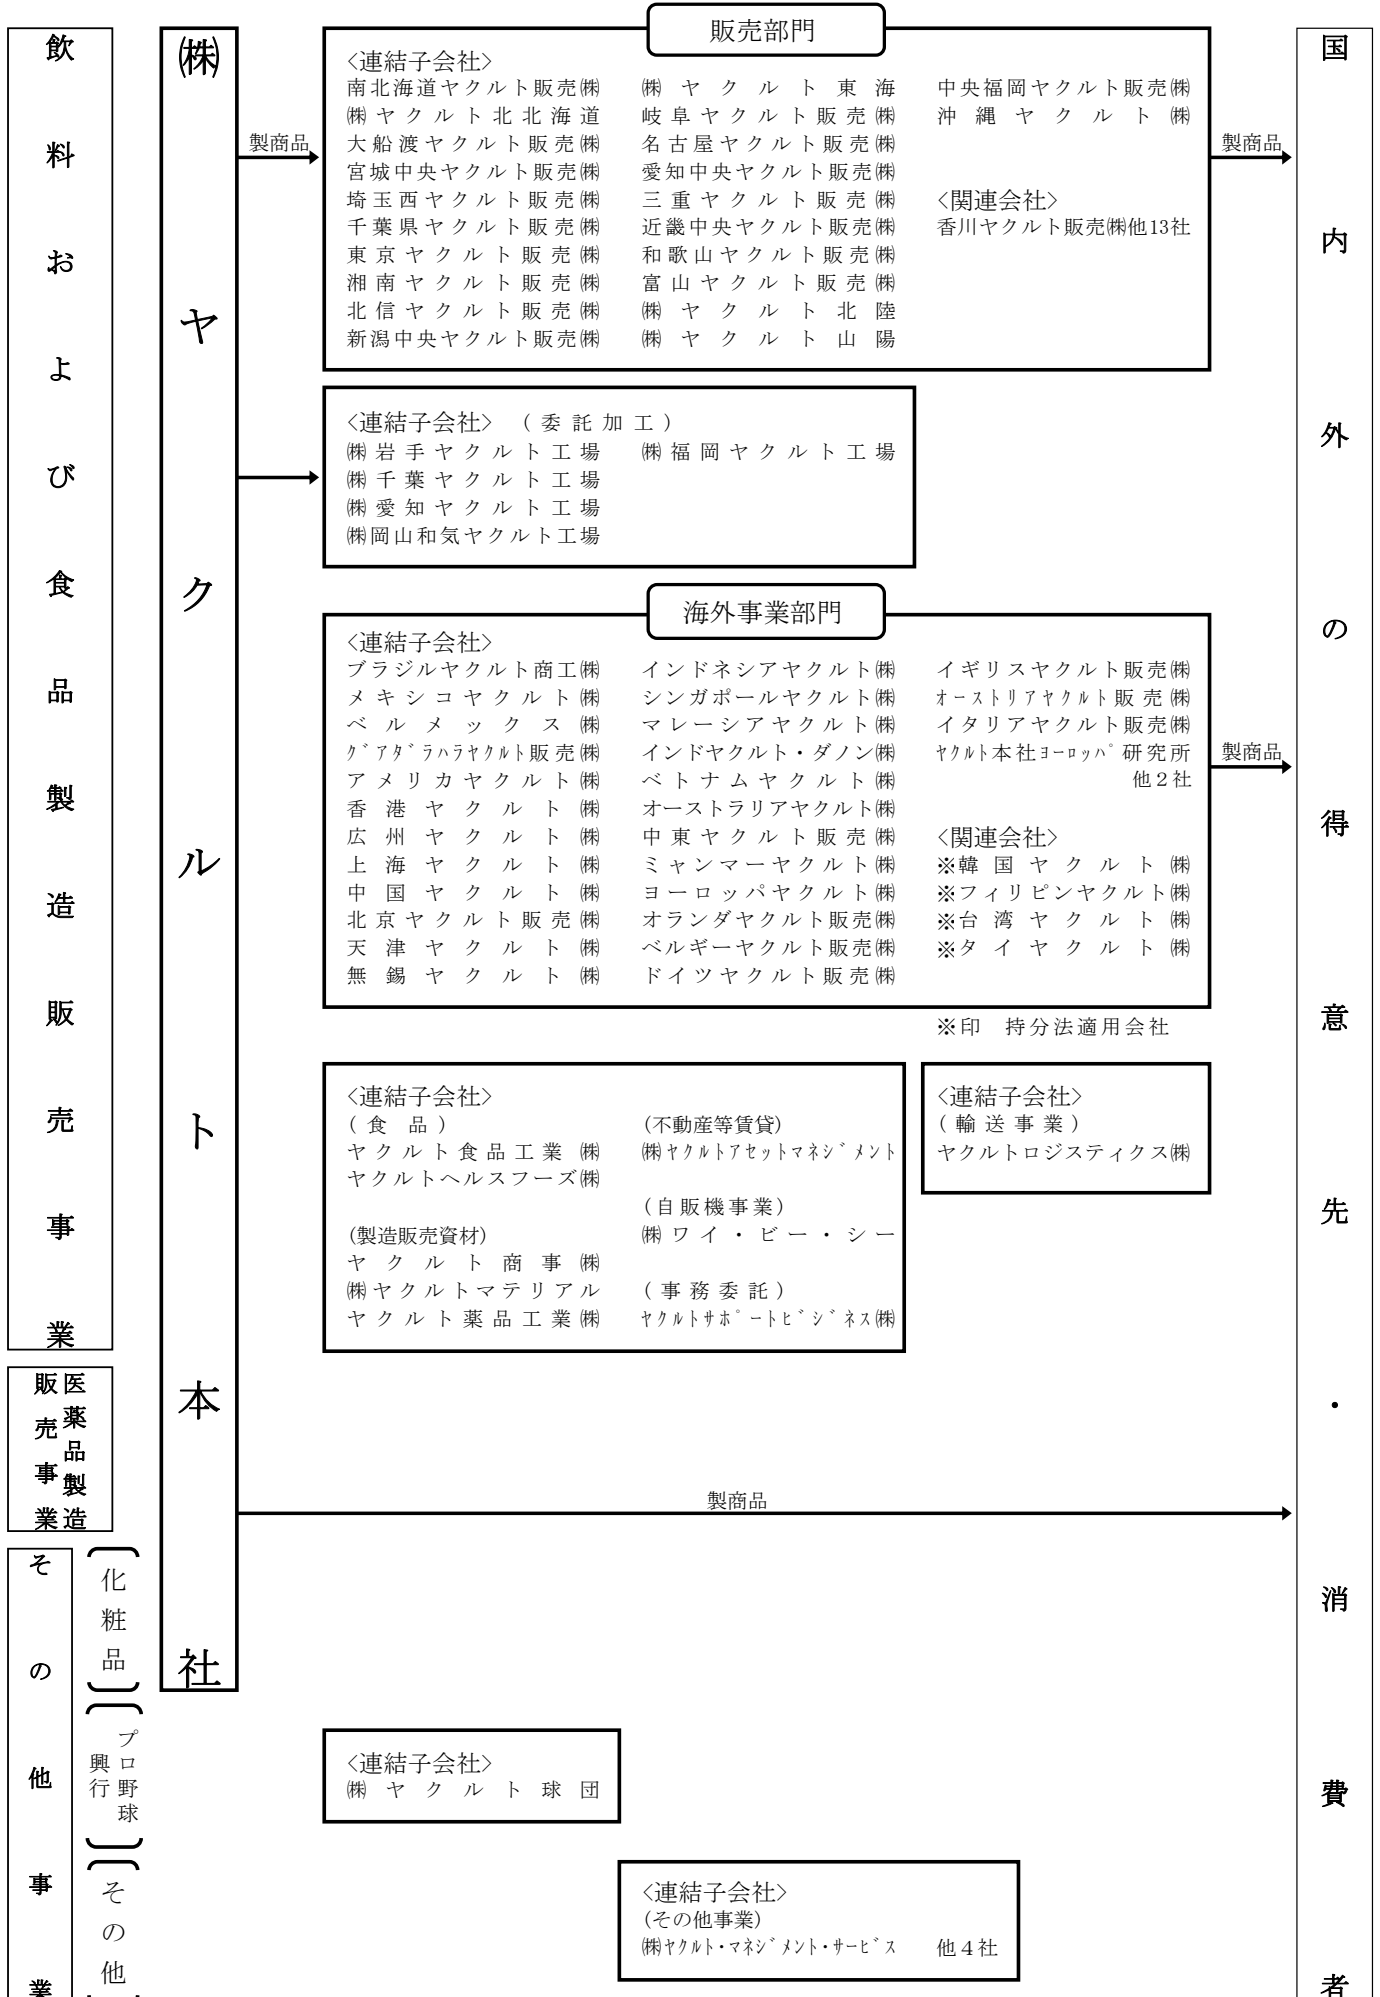 飲料および食品製造販売事業
㈱ヤクルト本社
販売部門
<連結子会社>
南北海道ヤクルト販売㈱
㈱ヤクルト北北海道
大船渡ヤクルト販売㈱
宮城中央ヤクルト販売㈱
埼玉西ヤクルト販売㈱
千葉県ヤクルト販売㈱
東京ヤクルト販売㈱
湘南ヤクルト販売㈱
北信ヤクルト販売㈱
新潟中央ヤクルト販売㈱
㈱ヤクルト東海
岐阜ヤクルト販売㈱
名古屋ヤクルト販売㈱
愛知中央ヤクルト販売㈱
三重ヤクルト販売㈱
近畿中央ヤクルト販売㈱
和歌山ヤクルト販売㈱
富山ヤクルト販売㈱
㈱ヤクルト北陸
㈱ヤクルト山陽
中央福岡ヤクルト販売㈱
沖縄ヤクルト㈱
<関連会社>
香川ヤクルト販売㈱他13社
製商品
製商品
<連結子会社> (委託加工)
㈱岩手ヤクルト工場
㈱千葉ヤクルト工場
㈱愛知ヤクルト工場
㈱岡山和気ヤクルト工場
㈱福岡ヤクルト工場
海外事業部門
<連結子会社>
ブラジルヤクルト商工㈱
メキシコヤクルト㈱
ベルメックス㈱
グアダラハラヤクルト販売㈱
アメリカヤクルト㈱
香港ヤクルト㈱
広州ヤクルト㈱
上海ヤクルト㈱
中国ヤクルト㈱
北京ヤクルト販売㈱
天津ヤクルト㈱
無錫ヤクルト㈱
インドネシアヤクルト㈱
シンガポールヤクルト㈱
マレーシアヤクルト㈱
インドヤクルト・ダノン㈱
ベトナムヤクルト㈱
オーストラリアヤクルト㈱
中東ヤクルト販売㈱
ミャンマーヤクルト㈱
ヨーロッパヤクルト㈱
オランダヤクルト販売㈱
ベルギーヤクルト販売㈱
ドイツヤクルト販売㈱
イギリスヤクルト販売㈱
オーストリアヤクルト販売㈱
イタリアヤクルト販売㈱
ヤクルト本社ヨーロッパ研究所
他2社
<関連会社>
※韓国ヤクルト㈱
※フィリピンヤクルト㈱
※台湾ヤクルト㈱
※タイヤクルト㈱
製商品
※印 持分法適用会社
<連結子会社>
(食品)
ヤクルト食品工業㈱
ヤクルトヘルスフーズ㈱
(製造販売資材)
ヤクルト商事㈱
㈱ヤクルトマテリアル
ヤクルト薬品工業㈱
(不動産等賃貸)
㈱ヤクルトアセットマネジメント
(自販機事業)
㈱ワイ・ビー・シー
(事務委託)
ヤクルトサポートビジネス㈱
<連結子会社>
(輸送事業)
ヤクルトロジスティクス㈱
医薬品製造
販売事業
製商品
その他事業
化粧品
プロ野球
興行
<連結子会社>
㈱ヤクルト球団
その他
<連結子会社>
(その他事業)
㈱ヤクルト・マネジメント・サービス 他4社
国内外の得意先・消費者